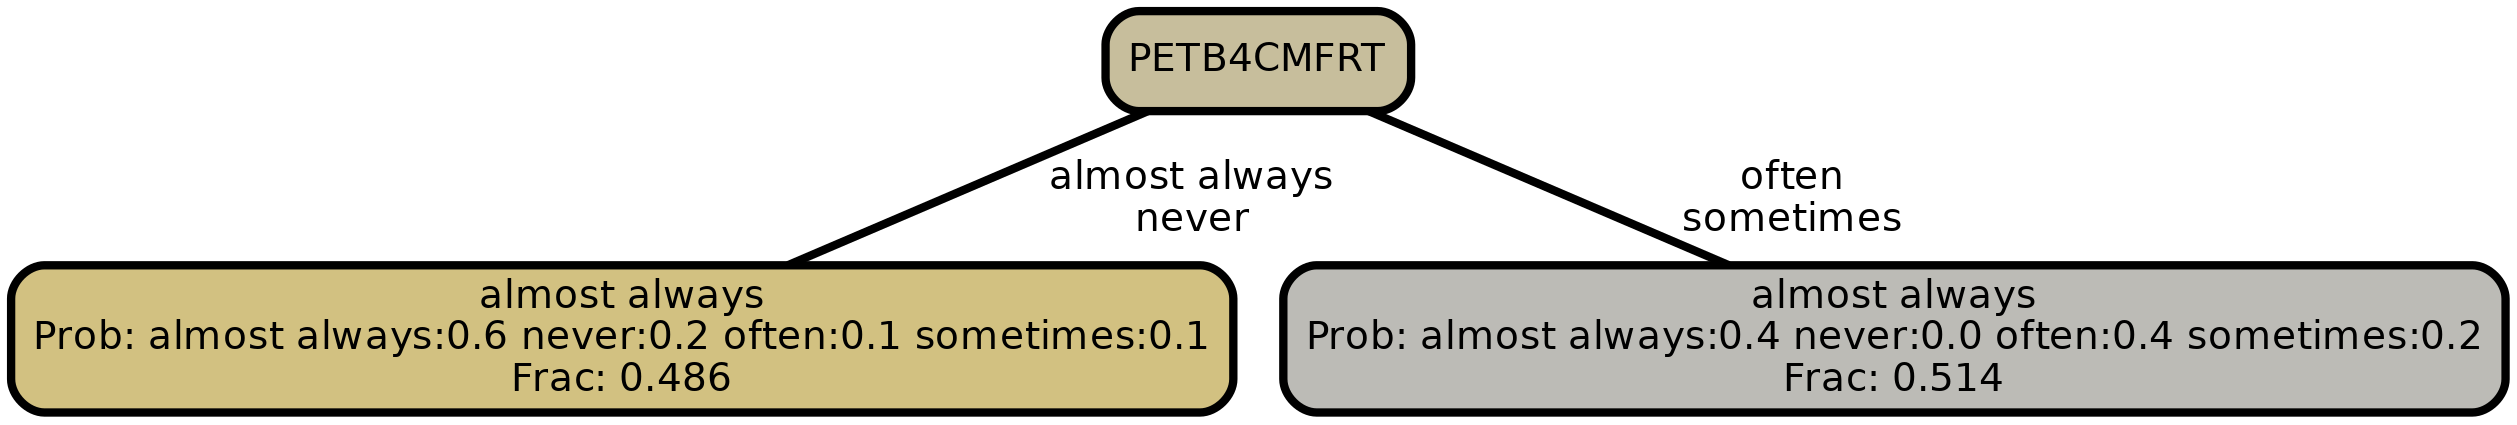 PETB4CMFRT
almost always
never
often
sometimes
almost always
Prob: almost always:0.6 never:0.2 often:0.1 sometimes:0.1
Frac: 0.486
almost always
Prob: almost always:0.4 never:0.0 often:0.4 sometimes:0.2
Frac: 0.514